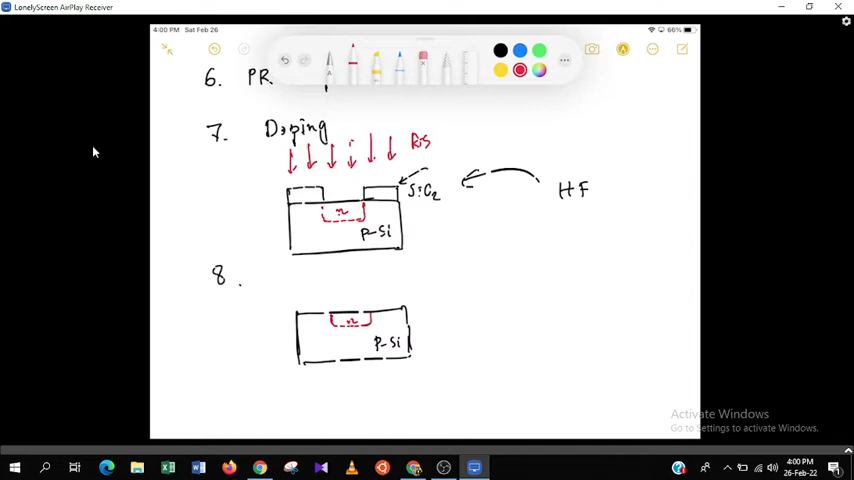 LonelyScreen AirPlay Receiver
4:00 PM Sat Feb 26
66%
6. PR
7. Doping
SiO2
HF
n
p-Si
8.
n
p-Si
Activate Windows
Go to Settings to activate Windows.
4:00 PM
26-Feb-22